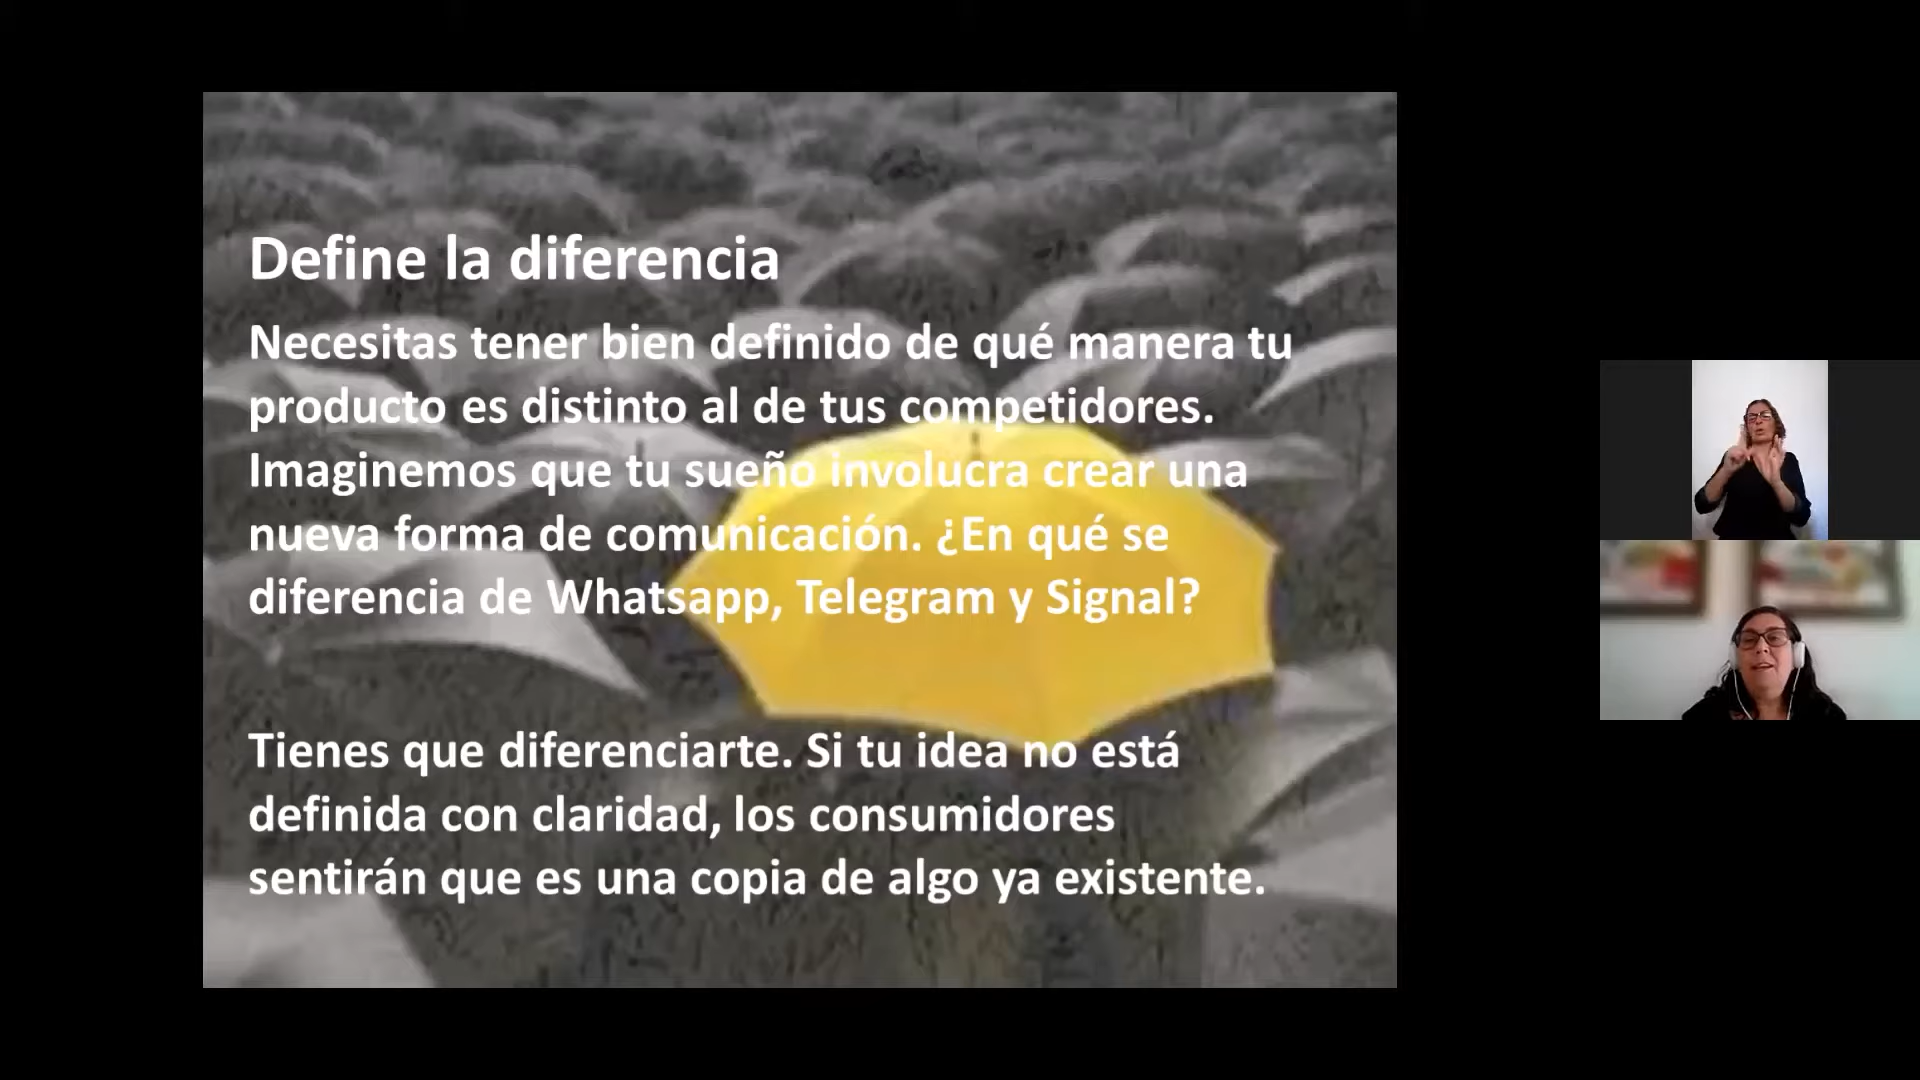 Define la diferencia
Necesitas tener bien definido de qué manera tu
producto es distinto al de tus competidores.
Imaginemos que tu sueño involucra crear una
nueva forma de comunicación. ¿En qué se
diferencia de Whatsapp, Telegram y Signal?
Tienes que diferenciarte. Si tu idea no está
definida con claridad, los consumidores
sentirán que es una copia de algo ya existente.